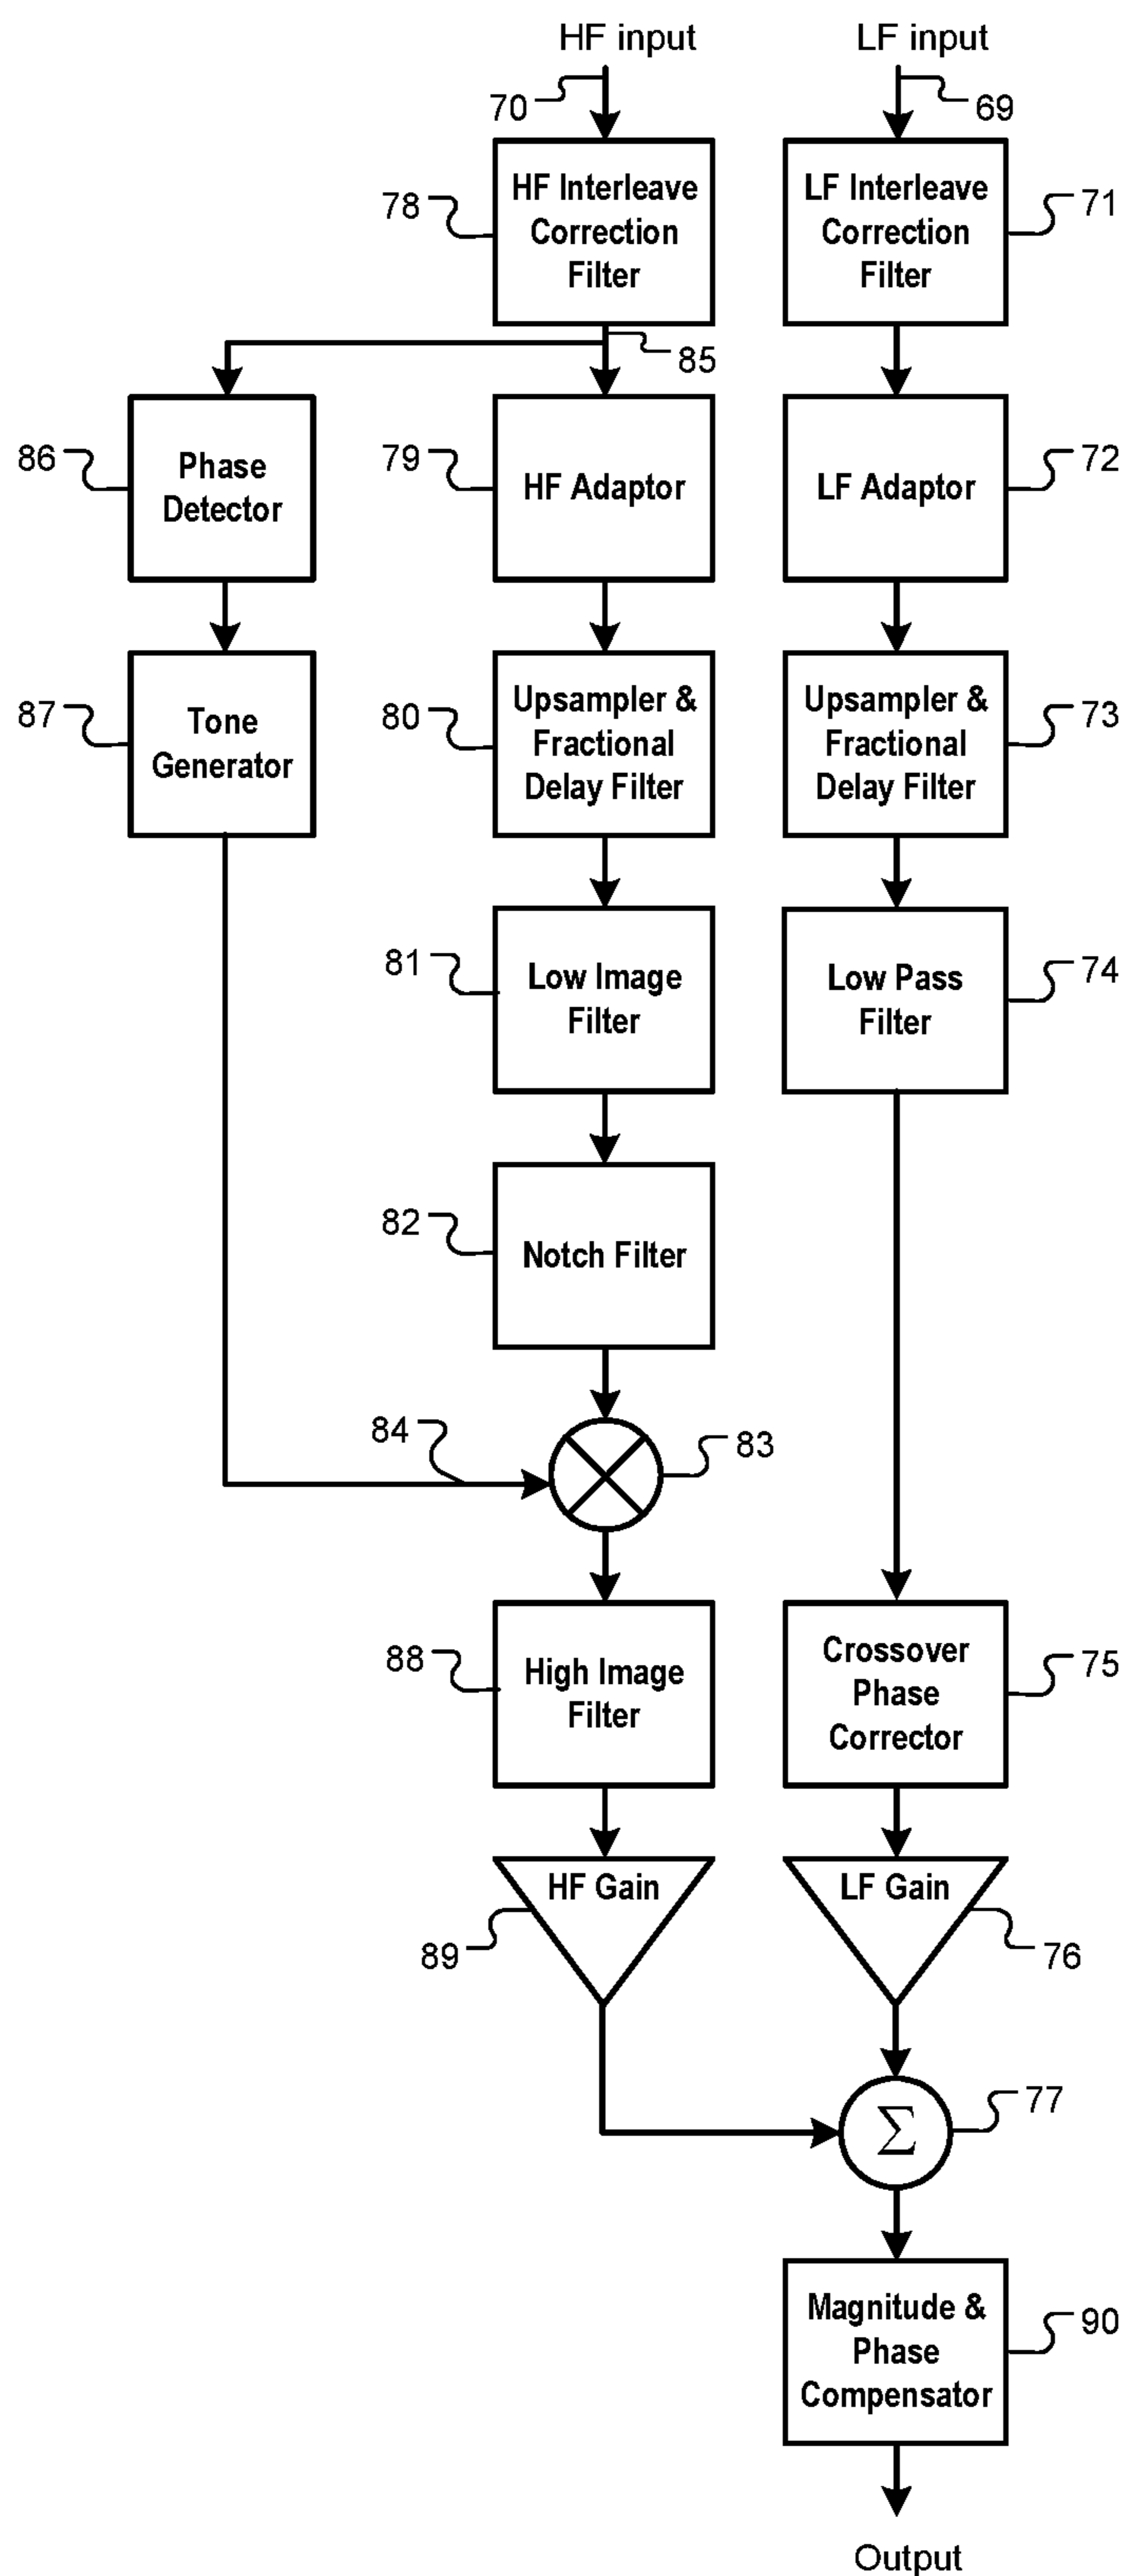 HF input
LF input
70
69
78
HF Interleave
Correction
Filter
LF Interleave
Correction
Filter
71
85
86
Phase
Detector
79
HF Adaptor
LF Adaptor
72
87
Tone
Generator
80
Upsampler &
Fractional
Delay Filter
Upsampler &
Fractional
Delay Filter
73
81
Low Image
Filter
Low Pass
Filter
74
82
Notch Filter
84
83
88
High Image
Filter
Crossover
Phase
Corrector
75
HF Gain
LF Gain
89
76
Σ
77
Magnitude &
Phase
Compensator
90
Output